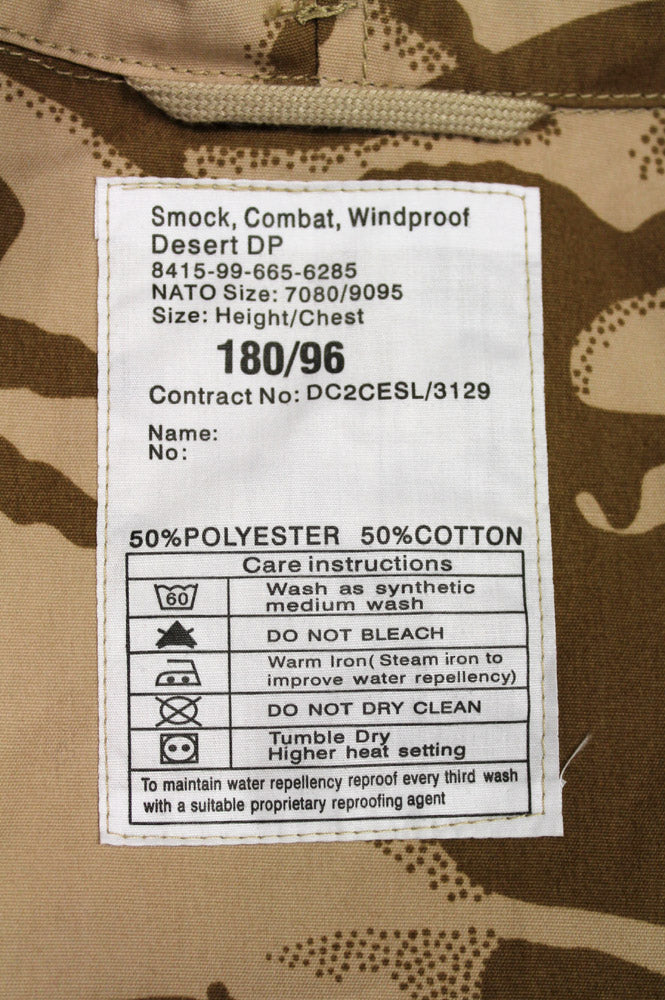 Smock, Combat, Windproof
Desert DP
8415-99-665-6285
NATO Size: 7080/9095
Size: Height/Chest
180/96
Contract No: DC2CESL/3129
Name:
No:
50%POLYESTER 50%COTTON
Care instructions
60
Wash as synthetic
medium wash
DO NOT BLEACH
Warm Iron( Steam iron to
improve water repellency)
DO NOT DRY CLEAN
Tumble Dry
Higher heat setting
To maintain water repellency reproof every third wash
with a suitable proprietary reproofing agent